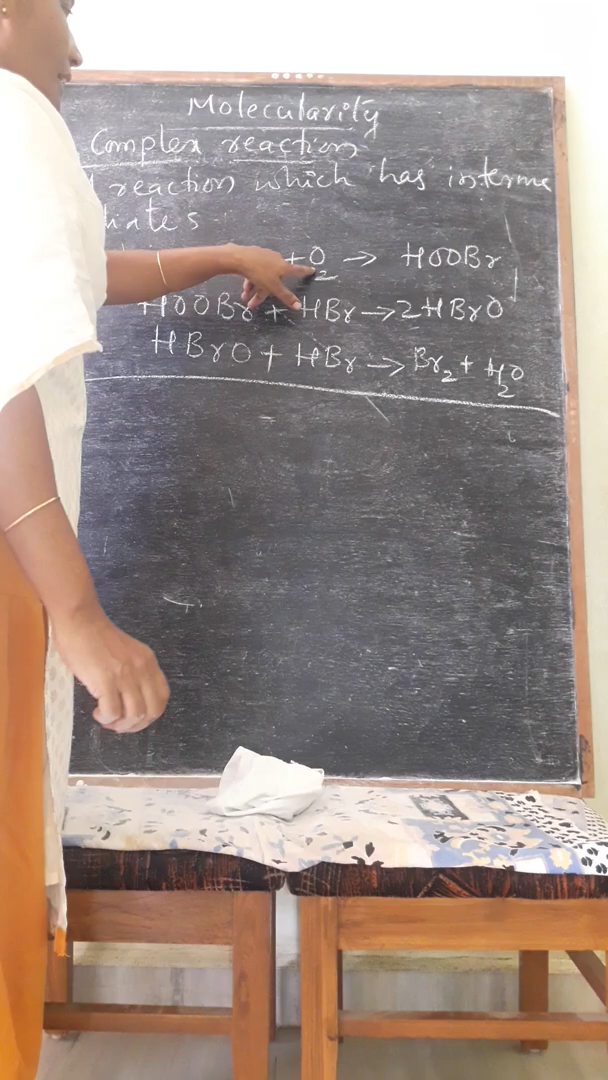 Molecularity
Complex reaction
reaction which has interme
diates
+ O₂ → HOOBr
HOOBr + HBr → 2HBrO
HBrO + HBr → Br₂ + H₂O